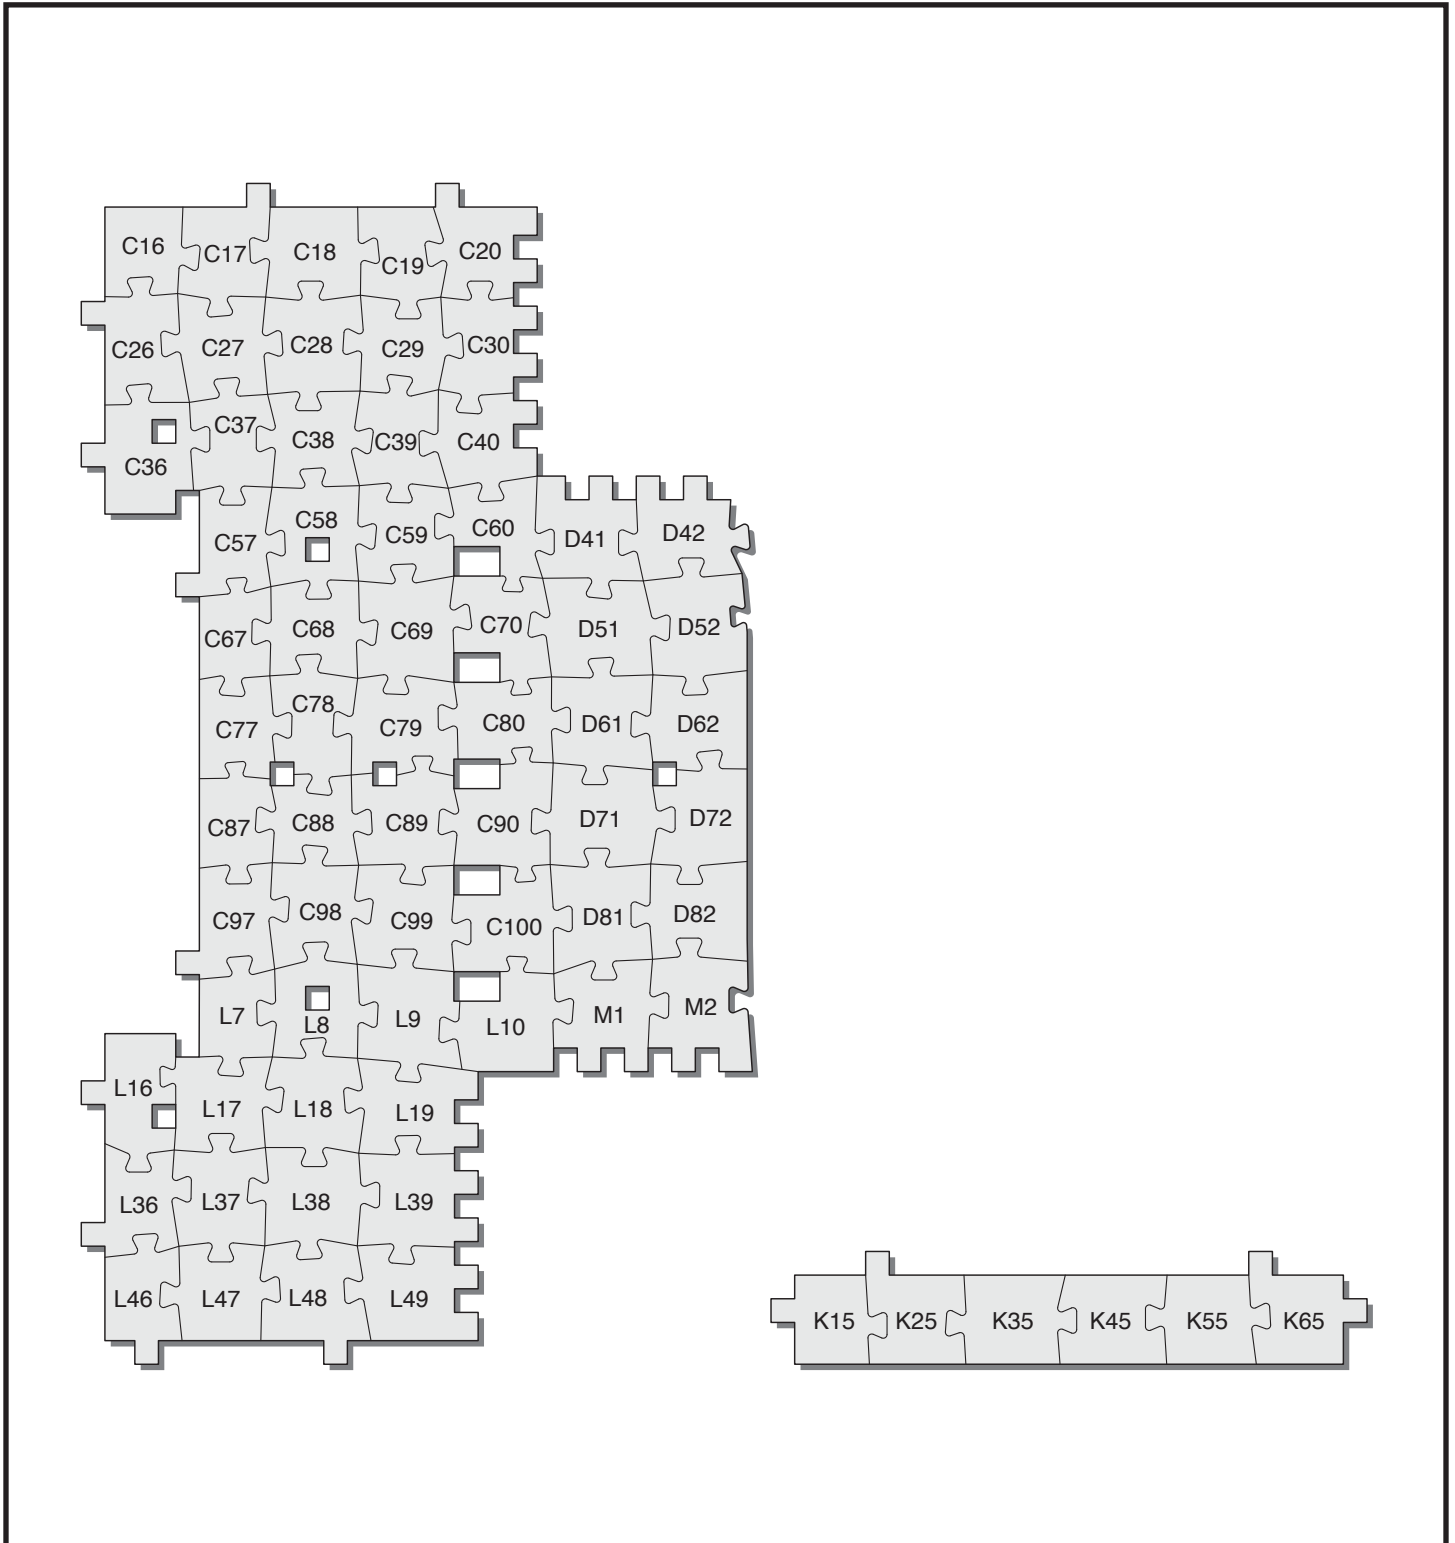 C16 C17 C18 C19 C20
C26 C27 C28 C29 C30
C36 C37 C38 C39 C40
C57 C58 C59 C60 D41 D42
C67 C68 C69 C70 D51 D52
C77 C78 C79 C80 D61 D62
C87 C88 C89 C90 D71 D72
C97 C98 C99 C100 D81 D82
L7 L8 L9 L10 M1 M2
L16 L17 L18 L19
L36 L37 L38 L39
L46 L47 L48 L49
K15 K25 K35 K45 K55 K65